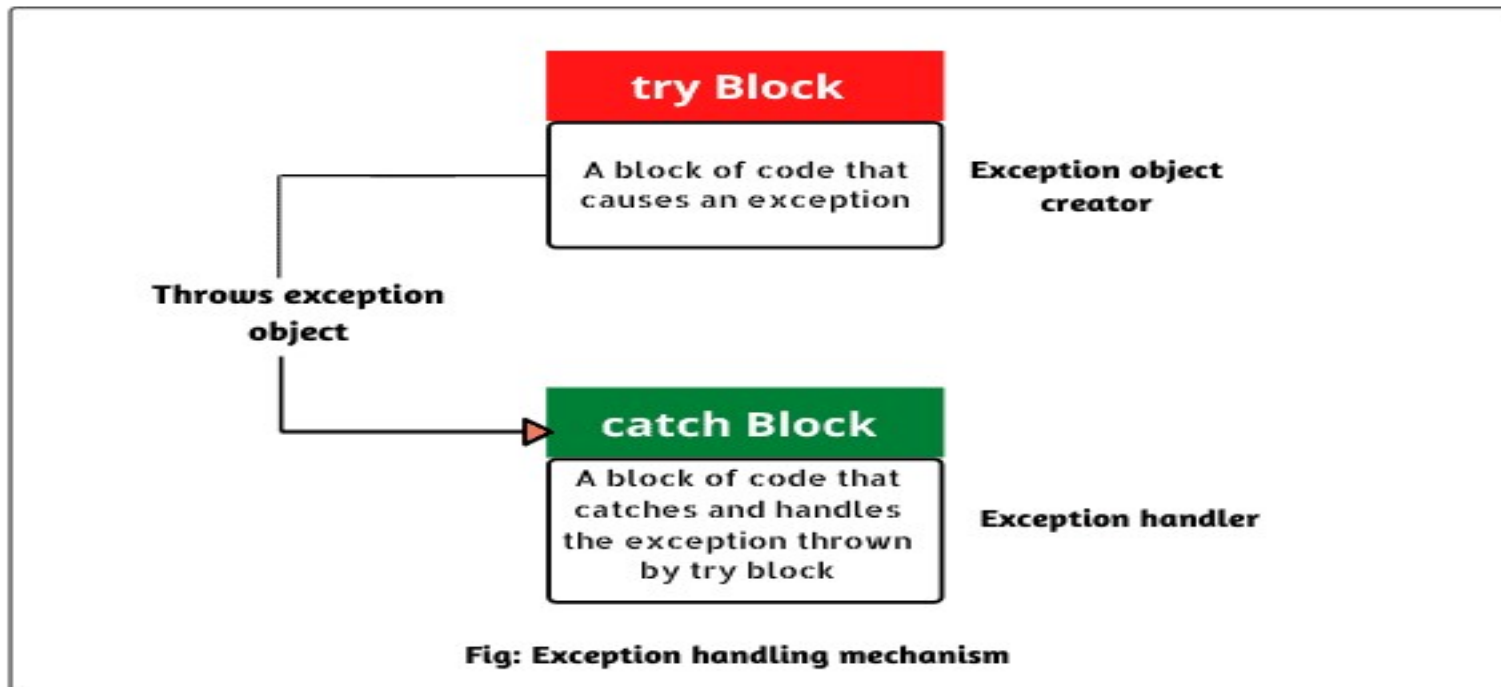 try Block
A block of code that
causes an exception
Exception object
creator
Throws exception
object
catch Block
A block of code that
catches and handles
the exception thrown
by try block
Exception handler
Fig: Exception handling mechanism